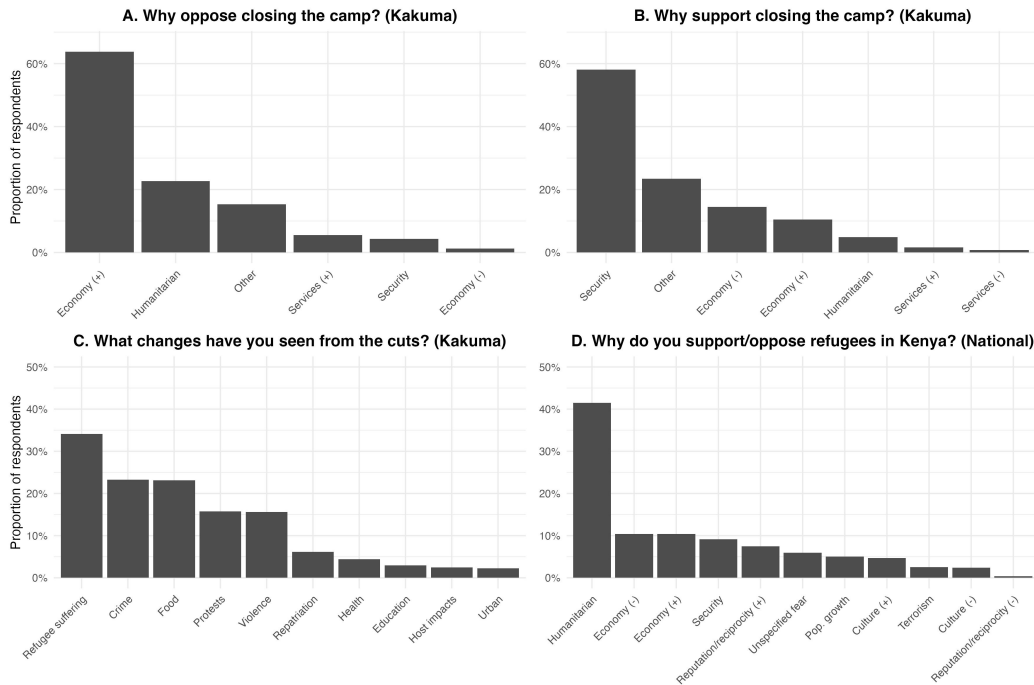 A. Why oppose closing the camp? (Kakuma)
Proportion of respondents
60%
40%
20%
0%
Economy (+)
Humanitarian
Other
Services (+)
Security
Economy (-)
B. Why support closing the camp? (Kakuma)
60%
40%
20%
0%
Security
Other
Economy (-)
Economy (+)
Humanitarian
Services (+)
Services (-)
C. What changes have you seen from the cuts? (Kakuma)
Proportion of respondents
50%
40%
30%
20%
10%
0%
Refugee suffering
Crime
Food
Protests
Violence
Repatriation
Health
Education
Host impacts
Urban
D. Why do you support/oppose refugees in Kenya? (National)
50%
40%
30%
20%
10%
0%
Humanitarian
Economy (-)
Economy (+)
Security
Reputation/reciprocity (+)
Unspecified fear
Pop. growth
Culture (+)
Terrorism
Culture (-)
Reputation/reciprocity (-)